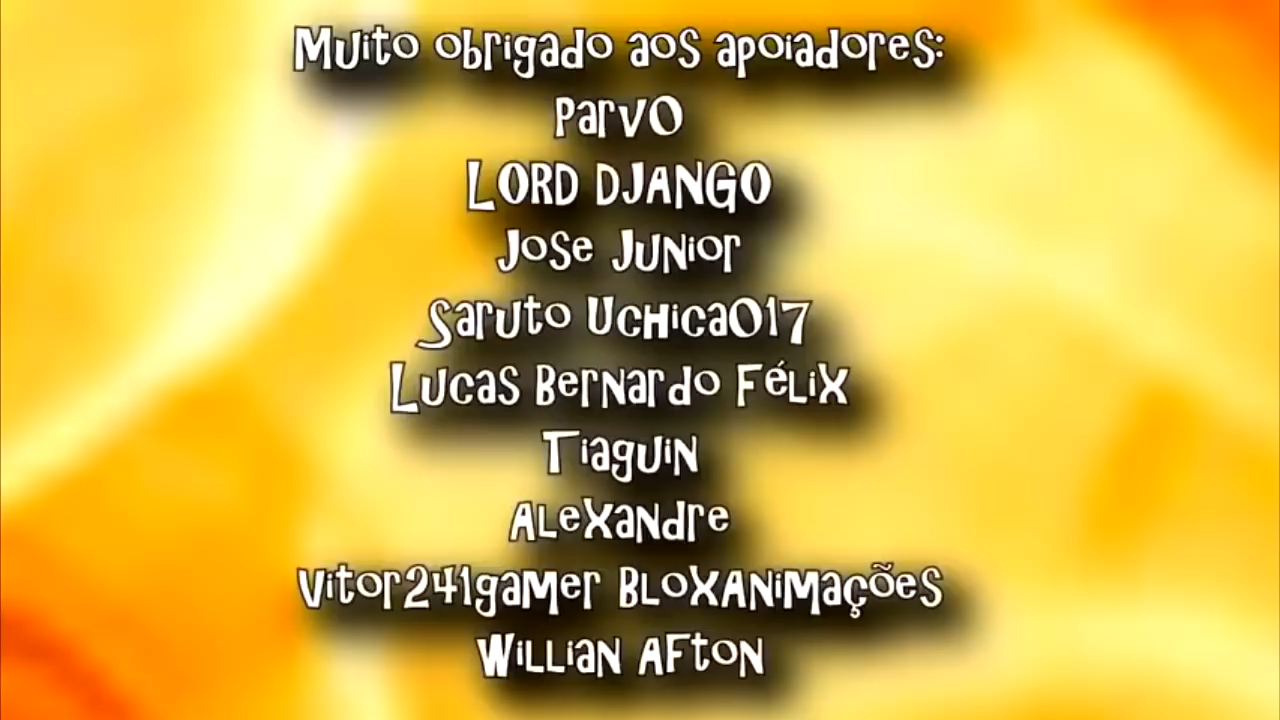 Muito obrigado aos apoiadores:
Parvo
LORD DJANGO
Jose Junior
Saruto Uchica017
Lucas Bernardo Félix
Tiaguin
Alexandre
Vitor241gamer BLOXANIMAÇÕES
Willian Afton